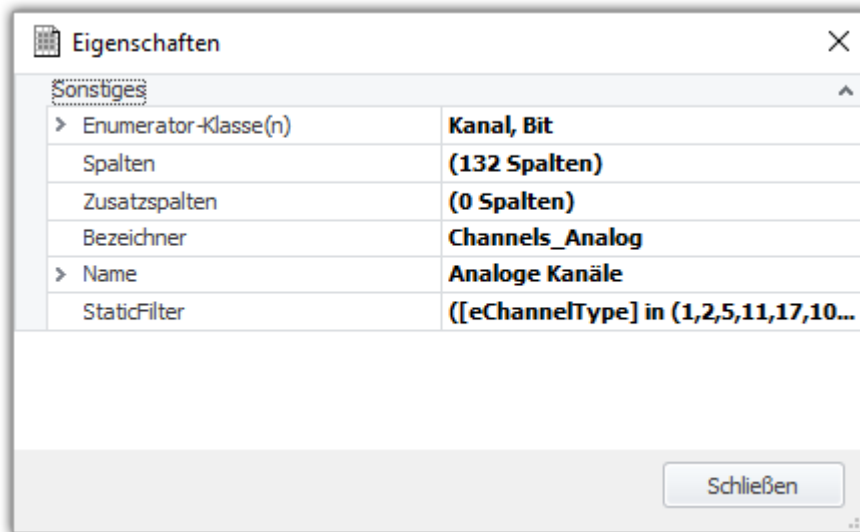 Eigenschaften
Sonstiges
Enumerator-Klasse(n) Kanal, Bit
Spalten (132 Spalten)
Zusatzspalten (0 Spalten)
Bezeichner Channels_Analog
Name Analoge Kanäle
StaticFilter ([eChannelType] in (1,2,5,11,17,10...
Schließen